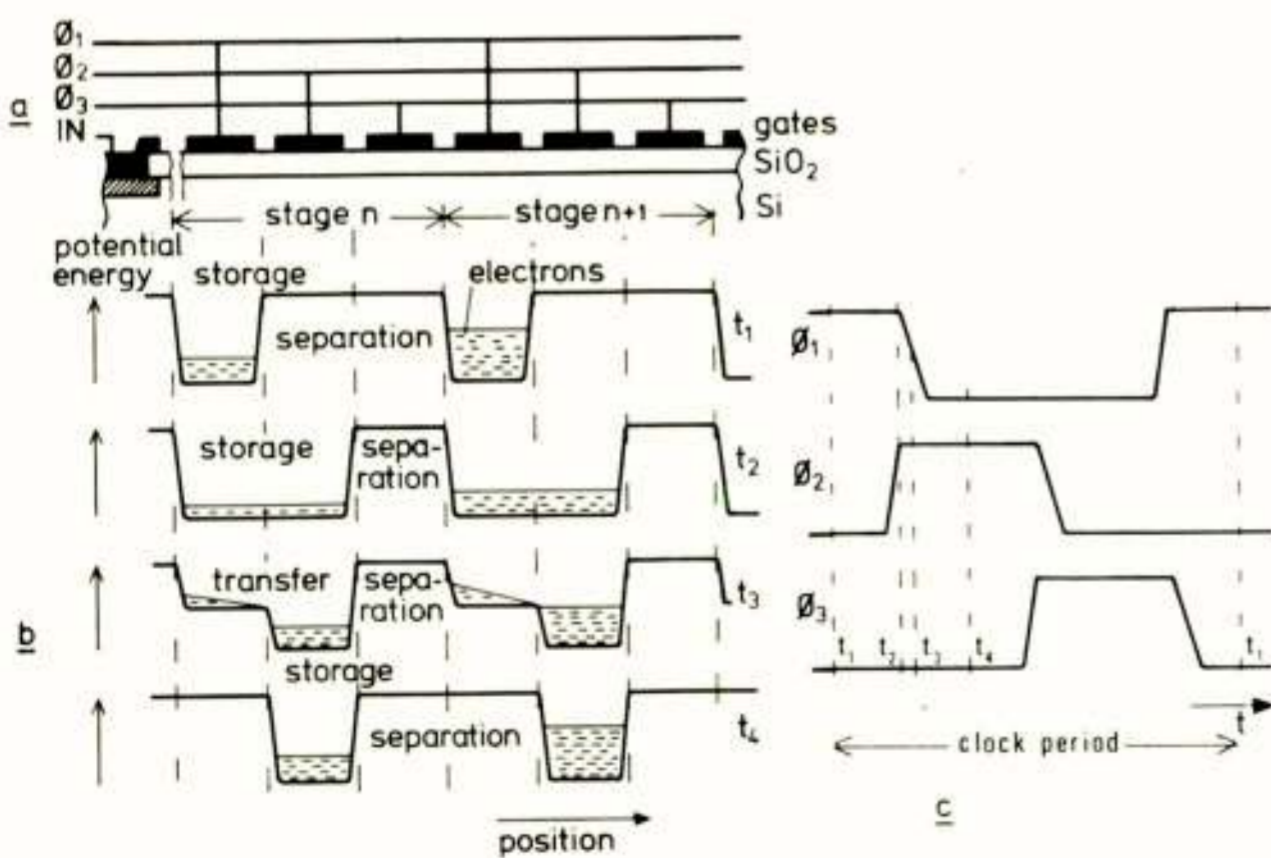 Ø1
Ø2
Ø3
a
IN
gates
SiO2
Si
stage n
stage n+1
potential
energy
storage
electrons
separation
t1
storage
sepa-
ration
t2
transfer
sepa-
ration
t3
b
storage
separation
t4
position
Ø1
Ø2
Ø3
t1 t2 t3 t4 t1
t
clock period
c